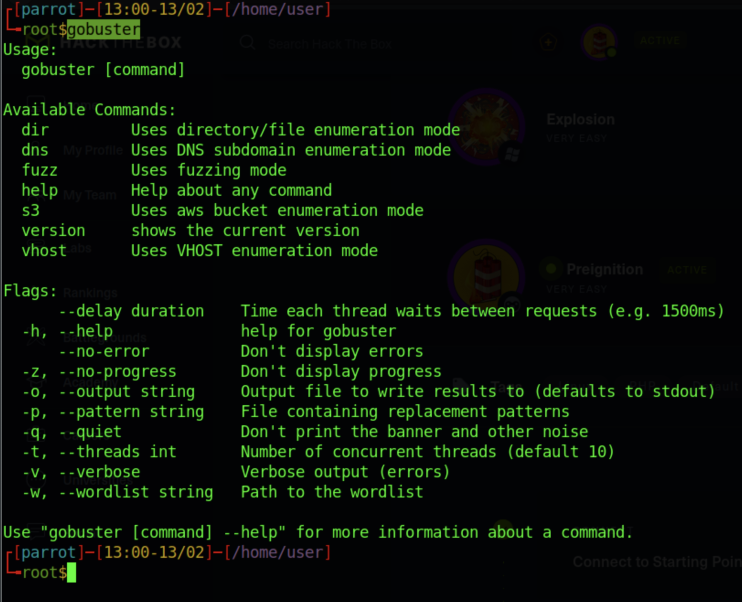 ┌─[parrot]─[13:00-13/02]─[/home/user]
└╼root$gobuster
Usage:
  gobuster [command]

Available Commands:
  dir         Uses directory/file enumeration mode
  dns         Uses DNS subdomain enumeration mode
  fuzz        Uses fuzzing mode
  help        Help about any command
  s3          Uses aws bucket enumeration mode
  version     shows the current version
  vhost       Uses VHOST enumeration mode

Flags:
      --delay duration    Time each thread waits between requests (e.g. 1500ms)
  -h, --help              help for gobuster
      --no-error          Don't display errors
  -z, --no-progress       Don't display progress
  -o, --output string     Output file to write results to (defaults to stdout)
  -p, --pattern string    File containing replacement patterns
  -q, --quiet             Don't print the banner and other noise
  -t, --threads int       Number of concurrent threads (default 10)
  -v, --verbose           Verbose output (errors)
  -w, --wordlist string   Path to the wordlist

Use "gobuster [command] --help" for more information about a command.
┌─[parrot]─[13:00-13/02]─[/home/user]
└╼root$
HACKTHEBOX
Search Hack The Box
ACTIVE
Explosion
VERY EASY
My Profile
My Team
Labs
Rankings
Preignition
ACTIVE
VERY EASY
Connect to Starting Poin